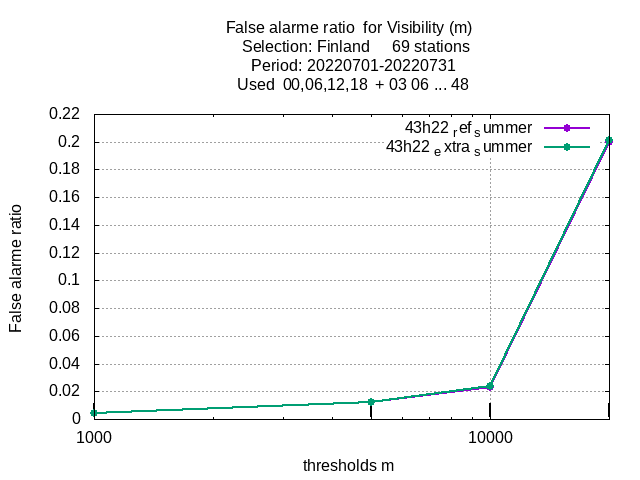 False alarme ratio for Visibility (m)
Selection: Finland 69 stations
Period: 20220701-20220731
Used 00,06,12,18 + 03 06 ... 48
43h22 ref summer
43h22 extra summer
0.22
0.2
0.18
0.16
0.14
0.12
0.1
0.08
0.06
0.04
0.02
0
False alarme ratio
1000
10000
thresholds m